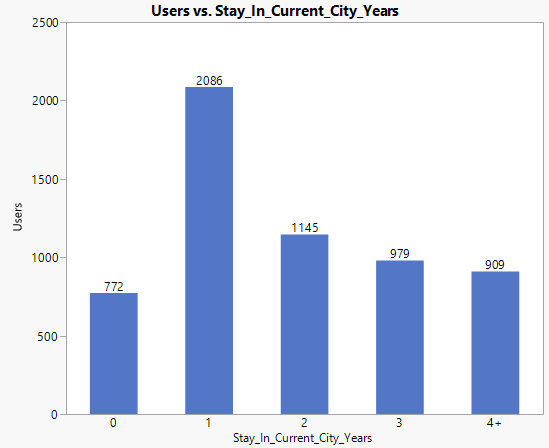 Users vs. Stay_In_Current_City_Years
2500
2000
1500
1000
500
0
Users
772
2086
1145
979
909
0 1 2 3 4+
Stay_In_Current_City_Years